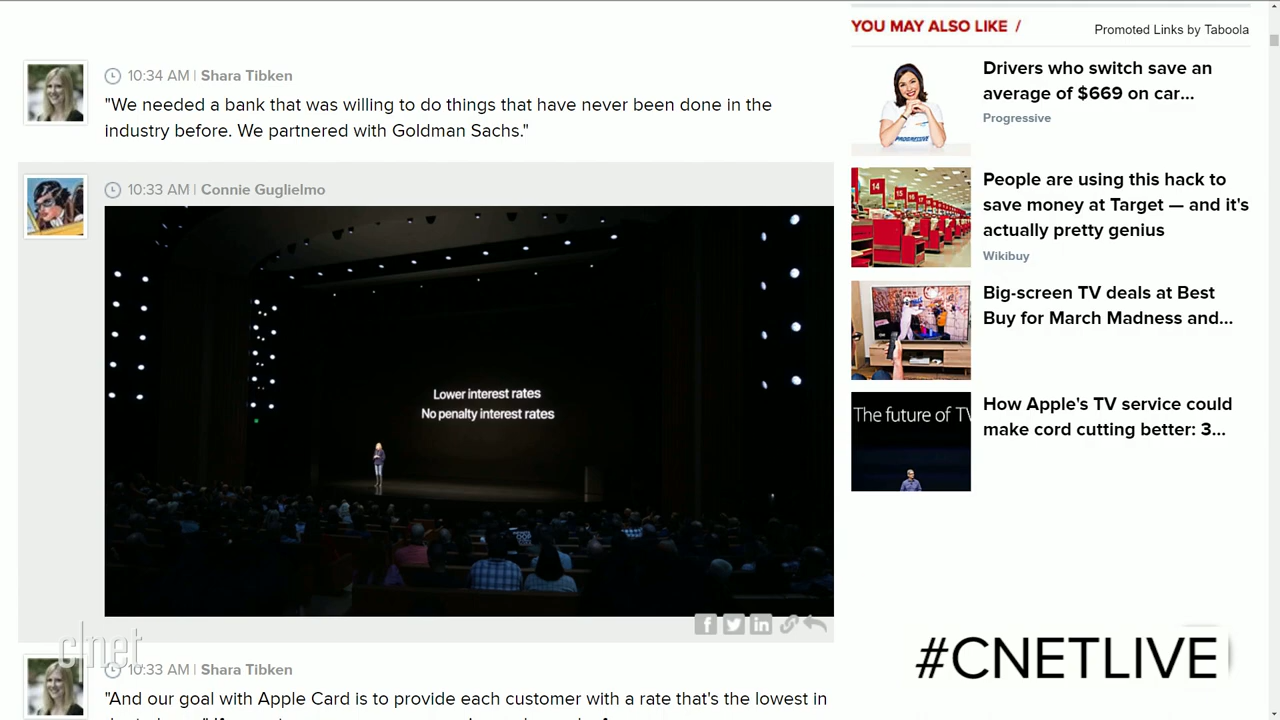 YOU MAY ALSO LIKE /
Promoted Links by Taboola
10:34 AM | Shara Tibken
"We needed a bank that was willing to do things that have never been done in the
industry before. We partnered with Goldman Sachs."
10:33 AM | Connie Guglielmo
Lower interest rates
No penalty interest rates
f
in
c|net
10:33 AM | Shara Tibken
"And our goal with Apple Card is to provide each customer with a rate that's the lowest in
PROGRESSIVE
Drivers who switch save an
average of $669 on car...
Progressive
14
15
16
People are using this hack to
save money at Target — and it's
actually pretty genius
Wikibuy
Big-screen TV deals at Best
Buy for March Madness and...
The future of TV
How Apple's TV service could
make cord cutting better: 3...
#CNETLIVE